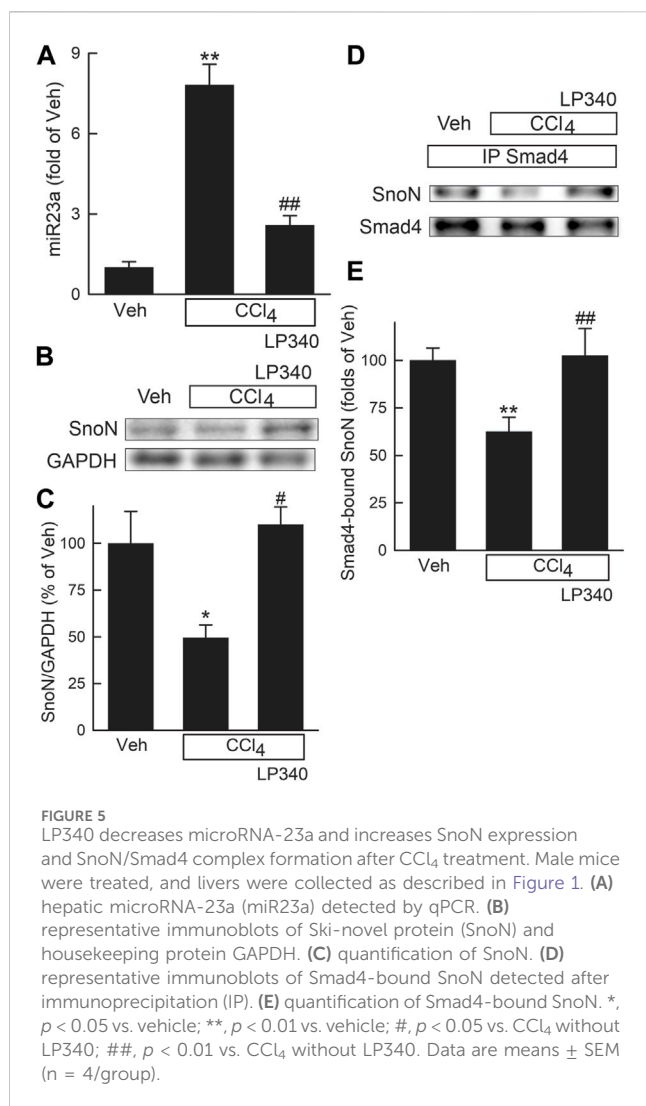 A
miR23a (fold of Veh)
9
6
3
0
**
##
Veh
CCl4
LP340
B
LP340
Veh CCl4
SnoN
GAPDH
C
SnoN/GAPDH (% of Veh)
100
75
50
25
0
*
#
Veh
CCl4
LP340
D
LP340
Veh CCl4
IP Smad4
SnoN
Smad4
E
Smad4-bound SnoN (folds of Veh)
100
75
50
25
0
**
##
Veh
CCl4
LP340
FIGURE 5
LP340 decreases microRNA-23a and increases SnoN expression
and SnoN/Smad4 complex formation after CCl4 treatment. Male mice
were treated, and livers were collected as described in Figure 1. (A)
hepatic microRNA-23a (miR23a) detected by qPCR. (B)
representative immunoblots of Ski-novel protein (SnoN) and
housekeeping protein GAPDH. (C) quantification of SnoN. (D)
representative immunoblots of Smad4-bound SnoN detected after
immunoprecipitation (IP). (E) quantification of Smad4-bound SnoN. *,
p < 0.05 vs. vehicle; **, p < 0.01 vs. vehicle; #, p < 0.05 vs. CCl4 without
LP340; ##, p < 0.01 vs. CCl4 without LP340. Data are means ± SEM
(n = 4/group).